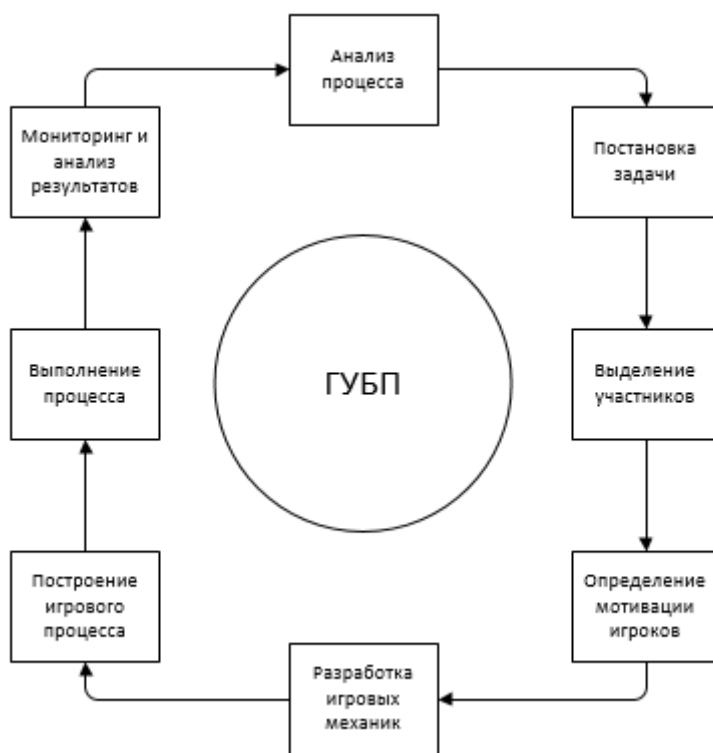 Анализ
процесса
Постановка
задачи
Выделение
участников
Определение
мотивации
игроков
Разработка
игровых
механик
Построение
игрового
процесса
Выполнение
процесса
Мониторинг и
анализ
результатов
ГУБП